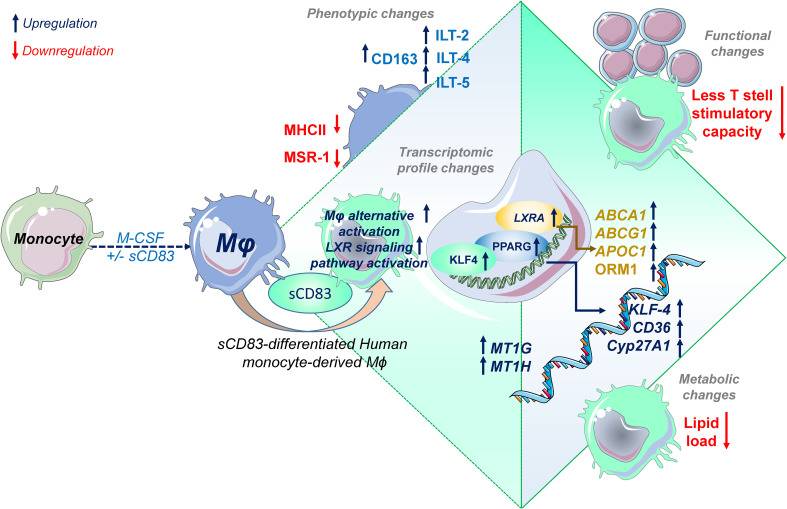 Upregulation
Downregulation
Phenotypic changes
ILT-2
CD163 ILT-4
ILT-5
MHCII
MSR-1
Functional
changes
Less T stell
stimulatory
capacity
Transcriptomic
profile changes
Monocyte
M-CSF
+/- sCD83
Mφ
sCD83
Mφ alternative
activation
LXR signaling
pathway activation
sCD83-differentiated Human
monocyte-derived Mϕ
LXRA
PPARG
KLF4
ABCA1
ABCG1
APOC1
ORM1
KLF-4
CD36
Cyp27A1
MT1G
MT1H
Metabolic
changes
Lipid
load